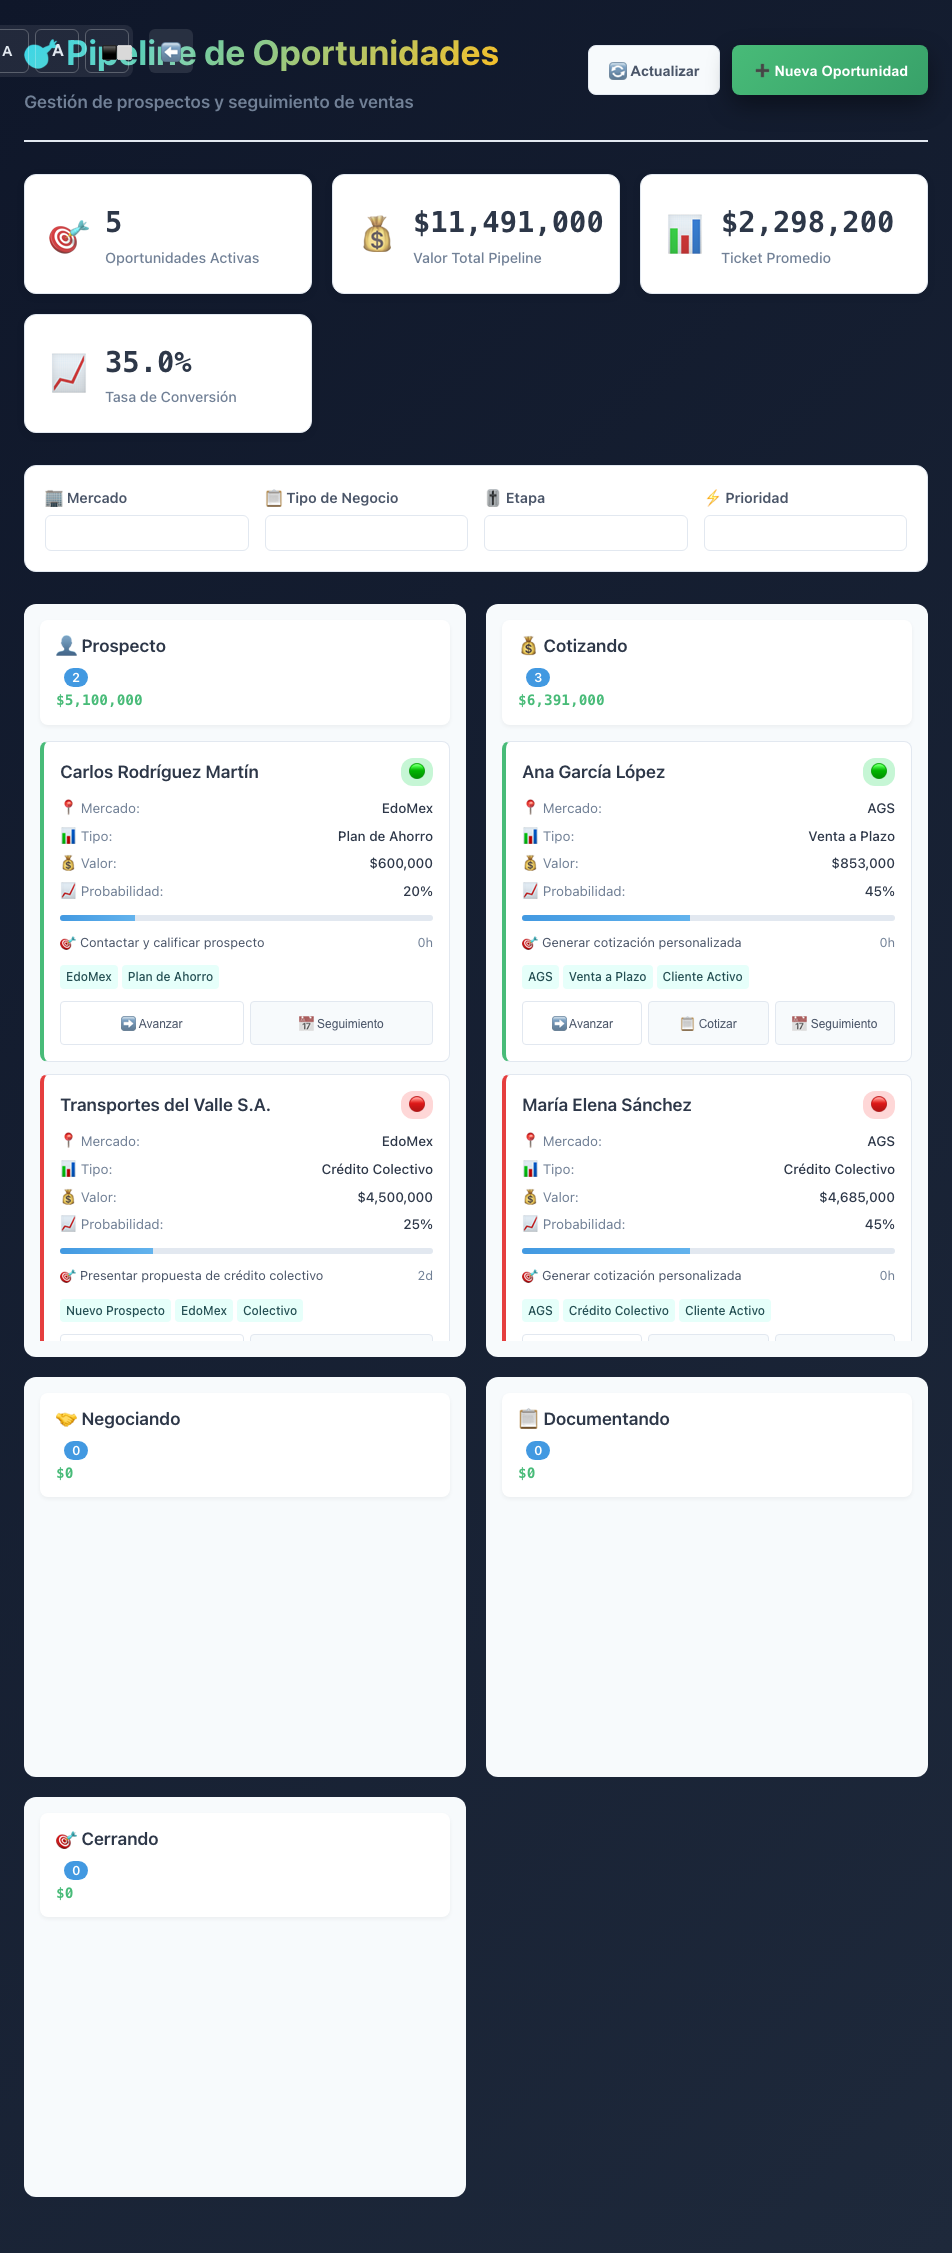 A A
Pipeline de Oportunidades
Gestión de prospectos y seguimiento de ventas
Actualizar
Nueva Oportunidad
5
Oportunidades Activas
$11,491,000
Valor Total Pipeline
$2,298,200
Ticket Promedio
35.0%
Tasa de Conversión
Mercado
Tipo de Negocio
Etapa
Prioridad
Prospecto
2
$5,100,000
Carlos Rodríguez Martín
Mercado: EdoMex
Tipo: Plan de Ahorro
Valor: $600,000
Probabilidad: 20%
Contactar y calificar prospecto 0h
EdoMex Plan de Ahorro
Avanzar Seguimiento
Transportes del Valle S.A.
Mercado: EdoMex
Tipo: Crédito Colectivo
Valor: $4,500,000
Probabilidad: 25%
Presentar propuesta de crédito colectivo 2d
Nuevo Prospecto EdoMex Colectivo
Cotizando
3
$6,391,000
Ana García López
Mercado: AGS
Tipo: Venta a Plazo
Valor: $853,000
Probabilidad: 45%
Generar cotización personalizada 0h
AGS Venta a Plazo Cliente Activo
Avanzar Cotizar Seguimiento
María Elena Sánchez
Mercado: AGS
Tipo: Crédito Colectivo
Valor: $4,685,000
Probabilidad: 45%
Generar cotización personalizada 0h
AGS Crédito Colectivo Cliente Activo
Negociando
0
$0
Documentando
0
$0
Cerrando
0
$0